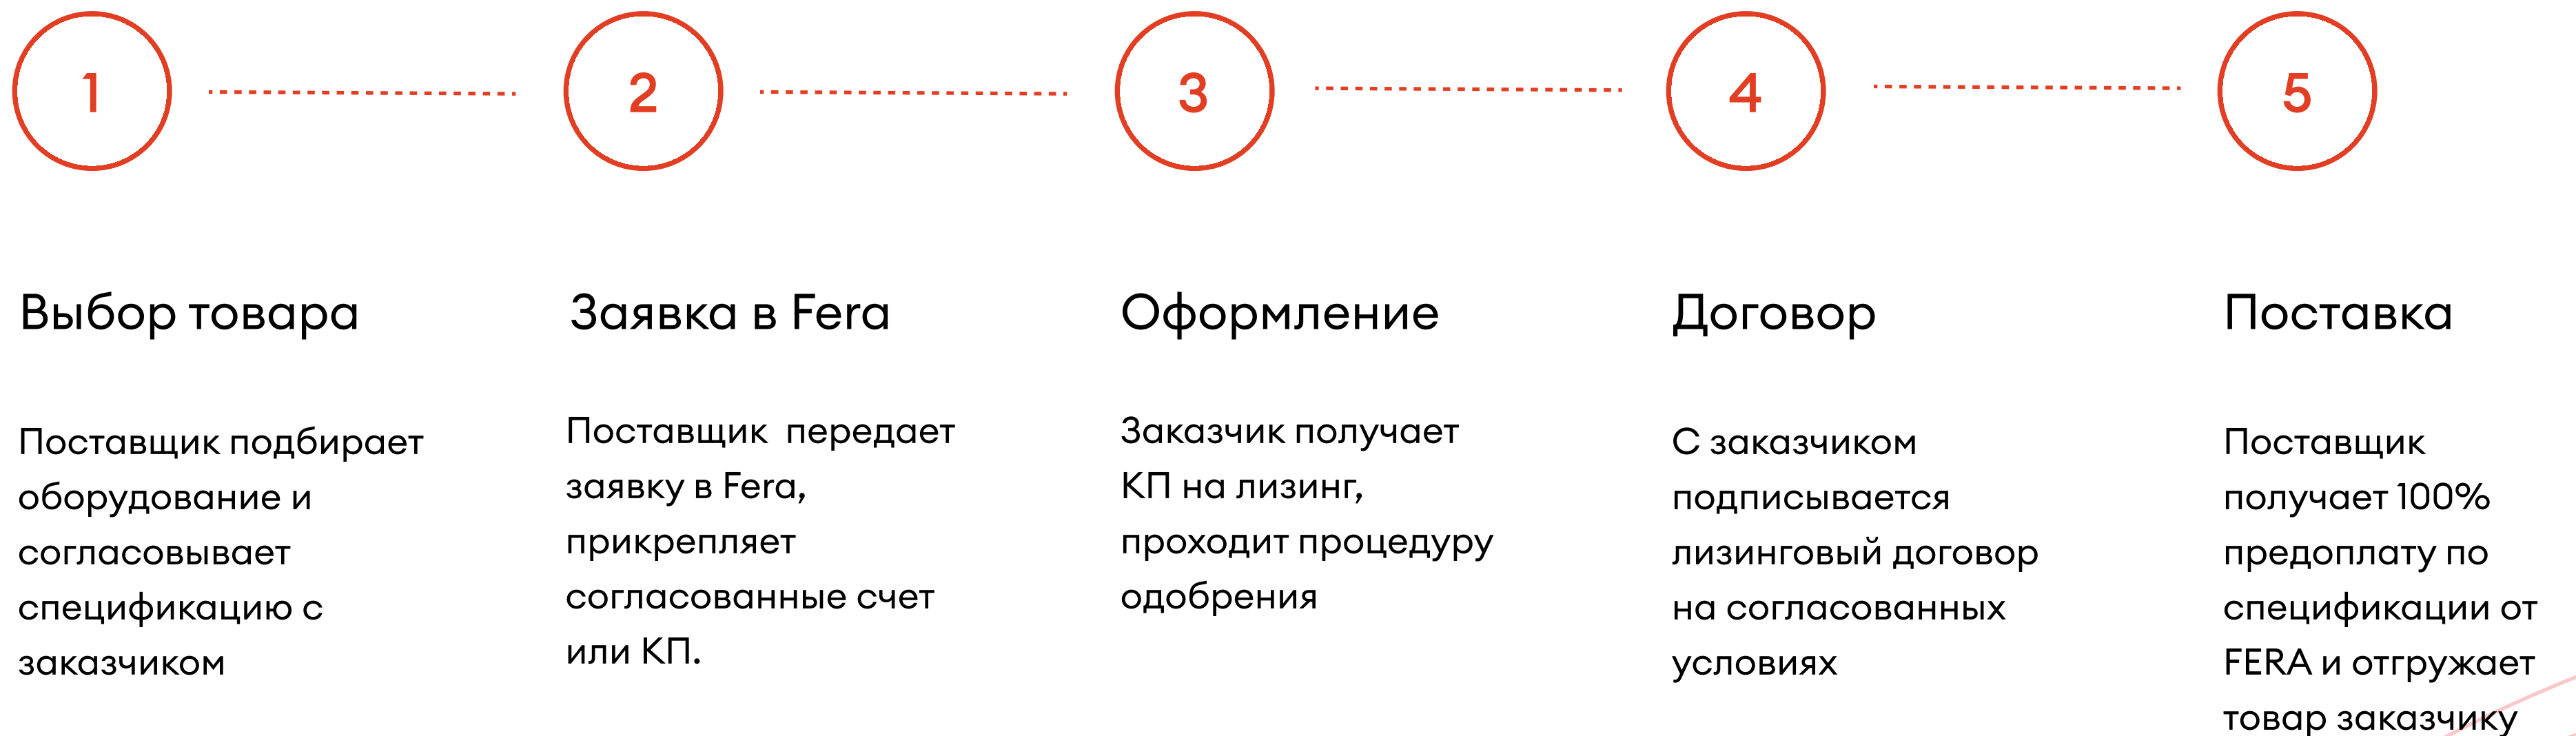 1
2
3
4
5
Выбор товара
Поставщик подбирает
оборудование и
согласовывает
спецификацию с
заказчиком
Заявка в Fera
Поставщик  передает
заявку в Fera,
прикрепляет
согласованные счет
или КП.
Оформление
Заказчик получает
КП на лизинг,
проходит процедуру
одобрения
Договор
С заказчиком
подписывается
лизинговый договор
на согласованных
условиях
Поставка
Поставщик
получает 100%
предоплату по
спецификации от
FERA и отгружает
товар заказчику